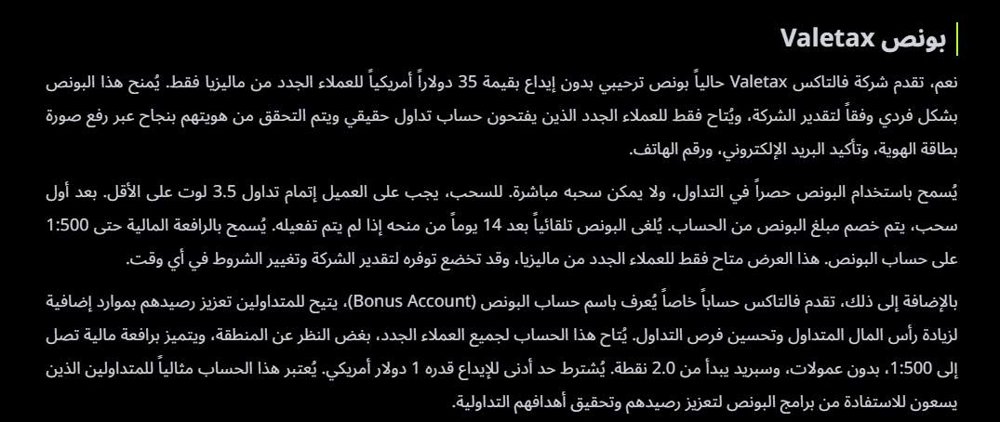 بونص Valetax
نعم، تقدم شركة فالتاكس Valetax حالياً بونص ترحيبي بدون إيداع بقيمة 35 دولاراً أمريكياً للعملاء الجدد من ماليزيا فقط. يُمنح هذا البونص
بشكل فردي وفقاً لتقدير الشركة، ويُتاح فقط للعملاء الجدد الذين يفتحون حساب تداول حقيقي ويتم التحقق من هويتهم بنجاح عبر رفع صورة
بطاقة الهوية، وتأكيد البريد الإلكتروني، ورقم الهاتف.
يُسمح باستخدام البونص حصراً في التداول، ولا يمكن سحبه مباشرة. للسحب، يجب على العميل إتمام تداول 3.5 لوت على الأقل. بعد أول
سحب، يتم خصم مبلغ البونص من الحساب. يُلغى البونص تلقائياً بعد 14 يوماً من منحه إذا لم يتم تفعيله. يُسمح بالرافعة المالية حتى 1:500
على حساب البونص. هذا العرض متاح فقط للعملاء الجدد من ماليزيا، وقد تخضع توفره لتقدير الشركة وتغيير الشروط في أي وقت.
بالإضافة إلى ذلك، تقدم فالتاكس حساباً خاصاً يُعرف باسم حساب البونص (Bonus Account)، يتيح للمتداولين تعزيز رصيدهم بموارد إضافية
لزيادة رأس المال المتداول وتحسين فرص التداول. يُتاح هذا الحساب لجميع العملاء الجدد، بغض النظر عن المنطقة، ويتميز برافعة مالية تصل
إلى 1:500، بدون عمولات، وسبريد يبدأ من 2.0 نقطة. يُشترط حد أدنى للإيداع قدره 1 دولار أمريكي. يُعتبر هذا الحساب مثالياً للمتداولين الذين
يسعون للاستفادة من برامج البونص لتعزيز رصيدهم وتحقيق أهدافهم التداولية.